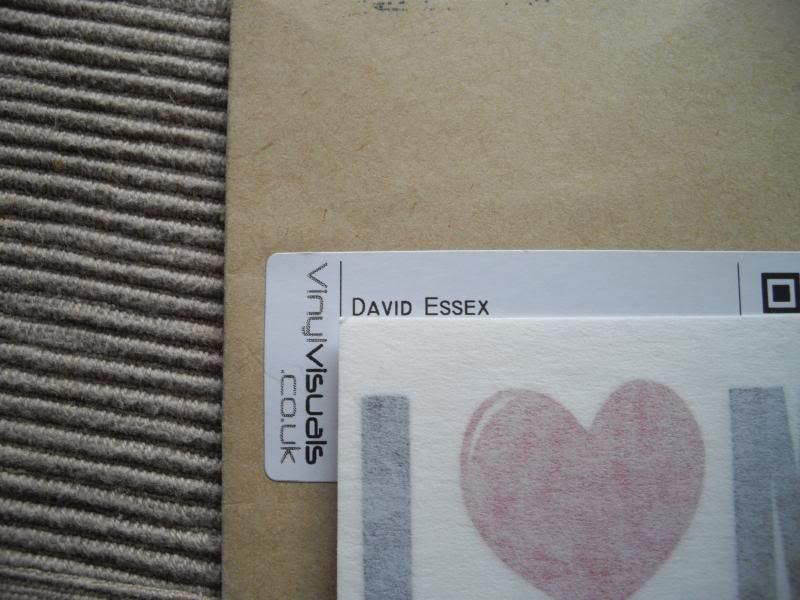 vinylvisuals
.co.uk
DAVID ESSEX
I